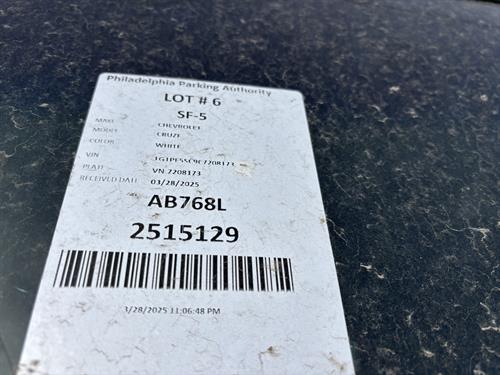 Philadelphia Parking Authority
LOT # 6
SF-5
MAKE CHEVROLET
MODEL CRUZE
COLOR WHITE
VIN 1G1PE5SC9C7208173
PLATE VN 7208173
RECEIVED DATE 03/28/2025
AB768L
2515129
3/28/2025 11:06:48 PM